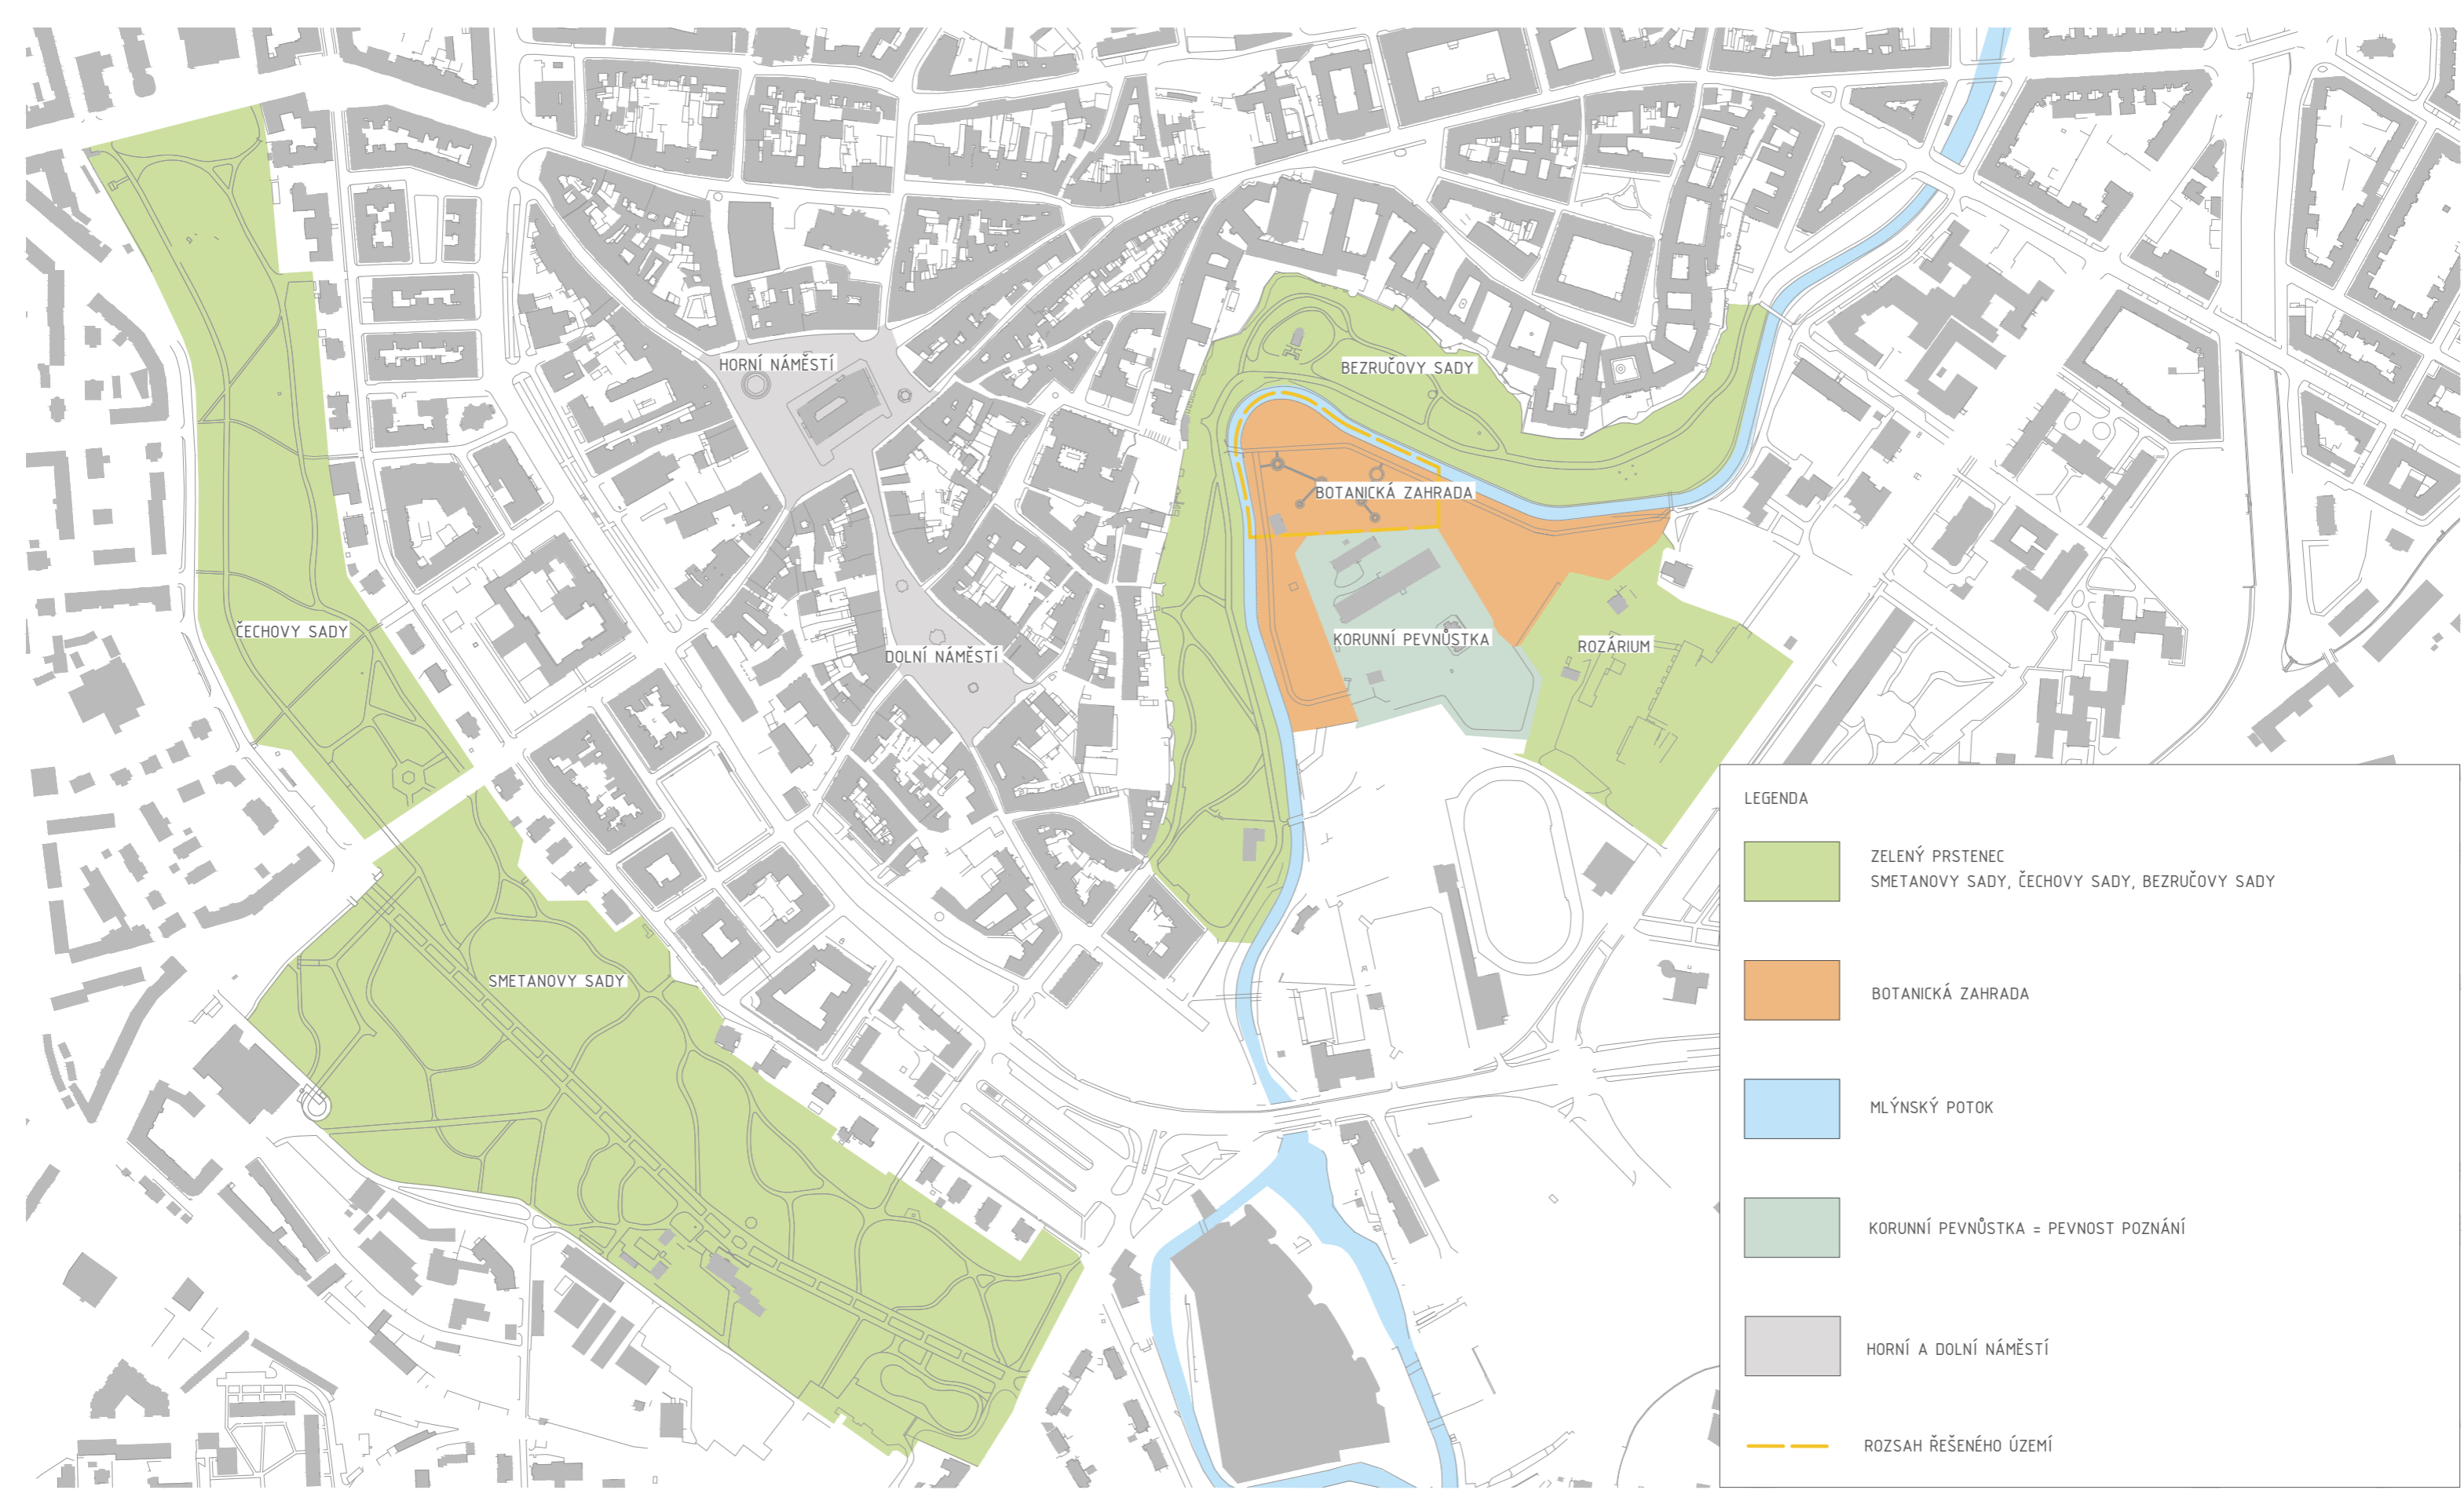 HORNÍ NÁMĚSTÍ
BEZRUČOVY SADY
BOTANICKÁ ZAHRADA
ČECHOVY SADY
DOLNÍ NÁMĚSTÍ
KORUNNÍ PEVNŮSTKA
ROZÁRIUM
SMETANOVY SADY
LEGENDA
ZELENÝ PRSTENEC
SMETANOVY SADY, ČECHOVY SADY, BEZRUČOVY SADY
BOTANICKÁ ZAHRADA
MLÝNSKÝ POTOK
KORUNNÍ PEVNŮSTKA = PEVNOST POZNÁNÍ
HORNÍ A DOLNÍ NÁMĚSTÍ
ROZSAH ŘEŠENÉHO ÚZEMÍ